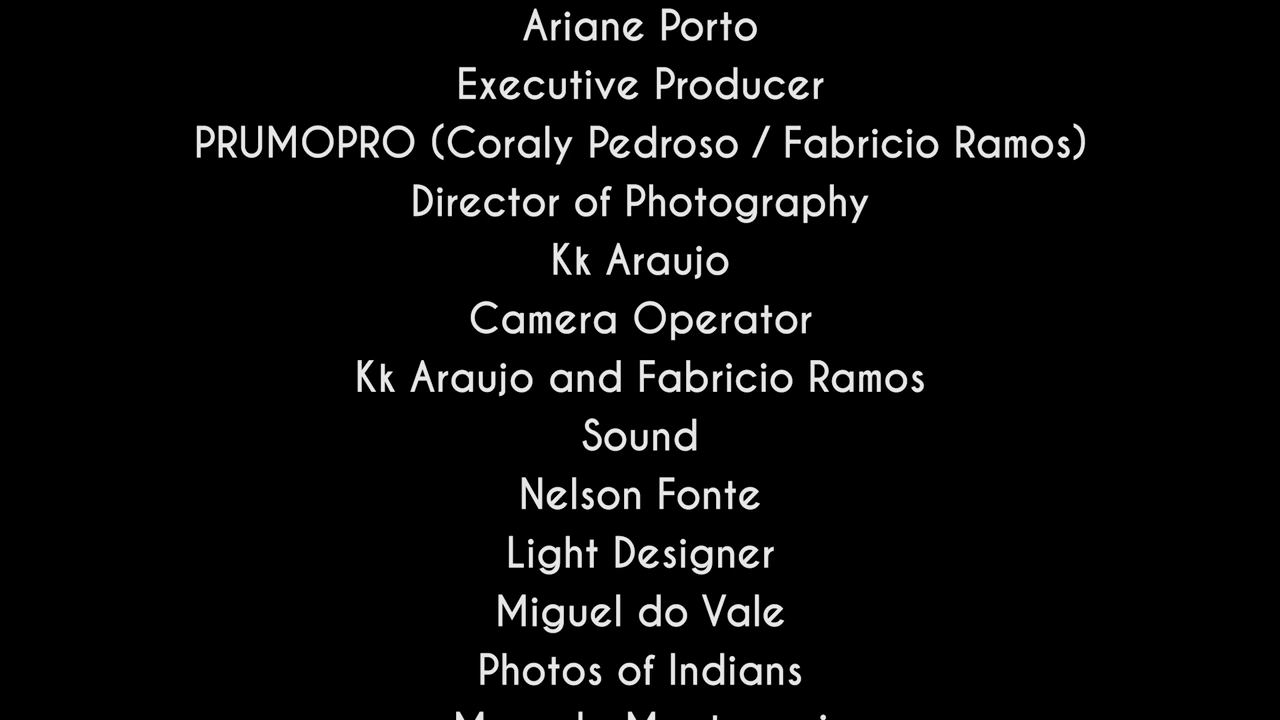 Ariane Porto
Executive Producer
PRUMOPRO (Coraly Pedroso / Fabricio Ramos)
Director of Photography
Kk Araujo
Camera Operator
Kk Araujo and Fabricio Ramos
Sound
Nelson Fonte
Light Designer
Miguel do Vale
Photos of Indians